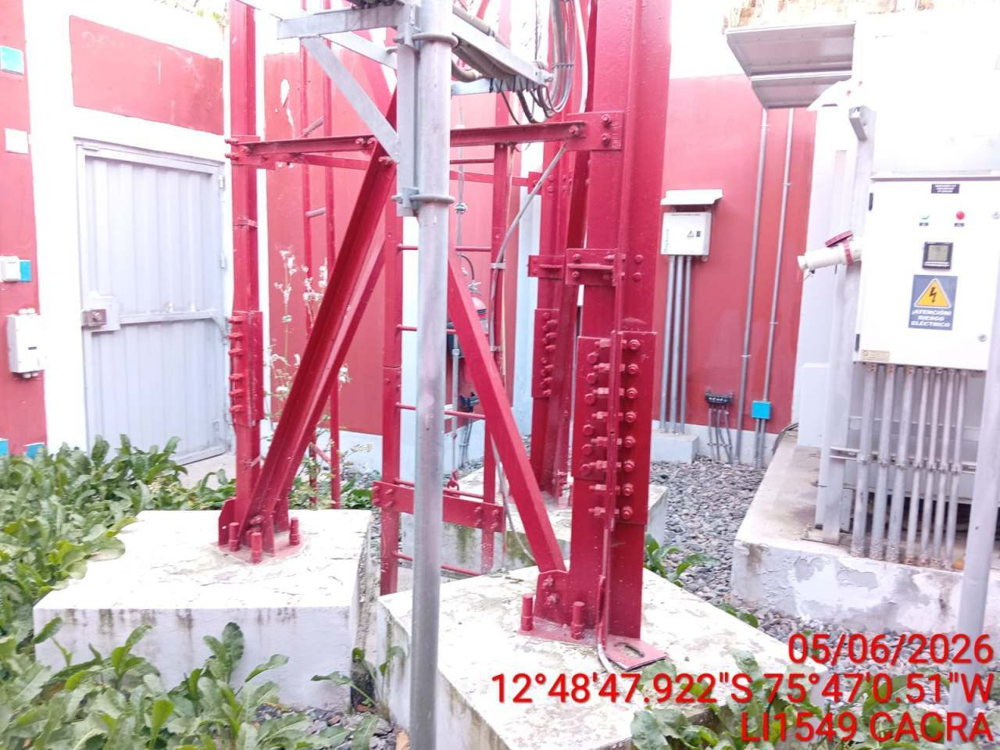 ¡ATENCIÓN!
RIESGO
ELÉCTRICO
05/06/2026
12°48'47.922"S 75°47'0.51"W
LI1549 CACRA